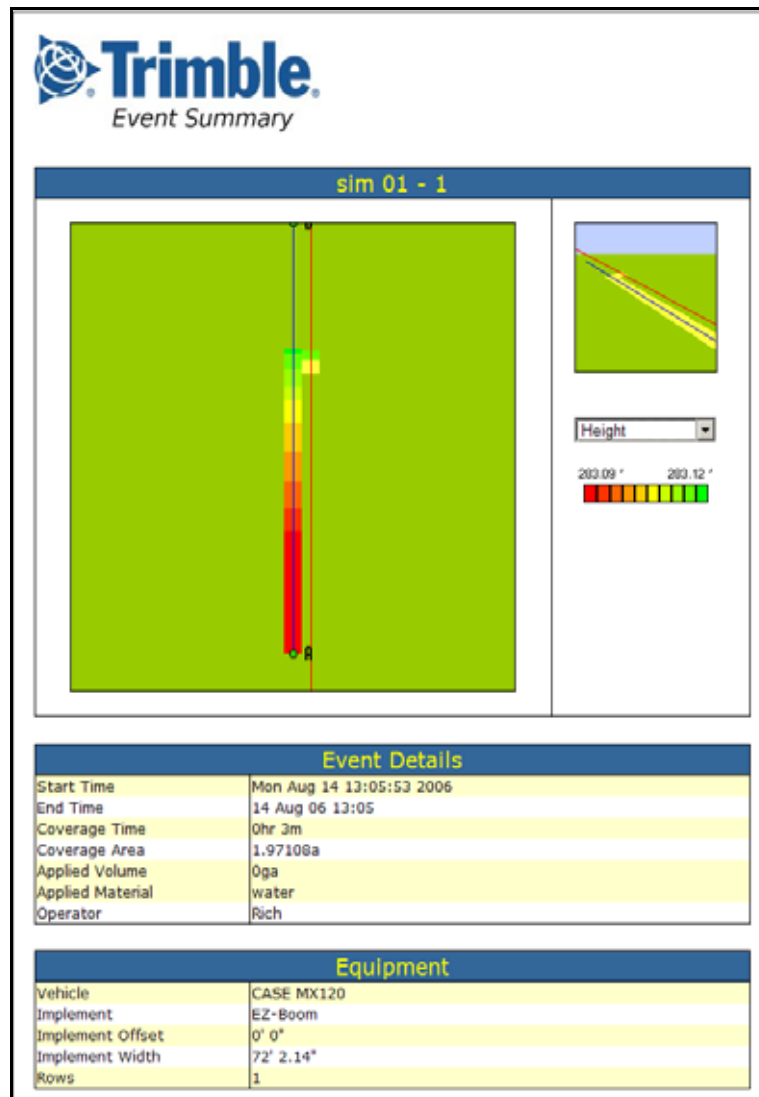 Trimble.
Event Summary
sim 01 - 1
A
Height
283.09 ' 283.12 '
Event Details
Start Time Mon Aug 14 13:05:53 2006
End Time 14 Aug 06 13:05
Coverage Time 0hr 3m
Coverage Area 1.97108a
Applied Volume 0ga
Applied Material water
Operator Rich
Equipment
Vehicle CASE MX120
Implement EZ-Boom
Implement Offset 0' 0"
Implement Width 72' 2.14"
Rows 1